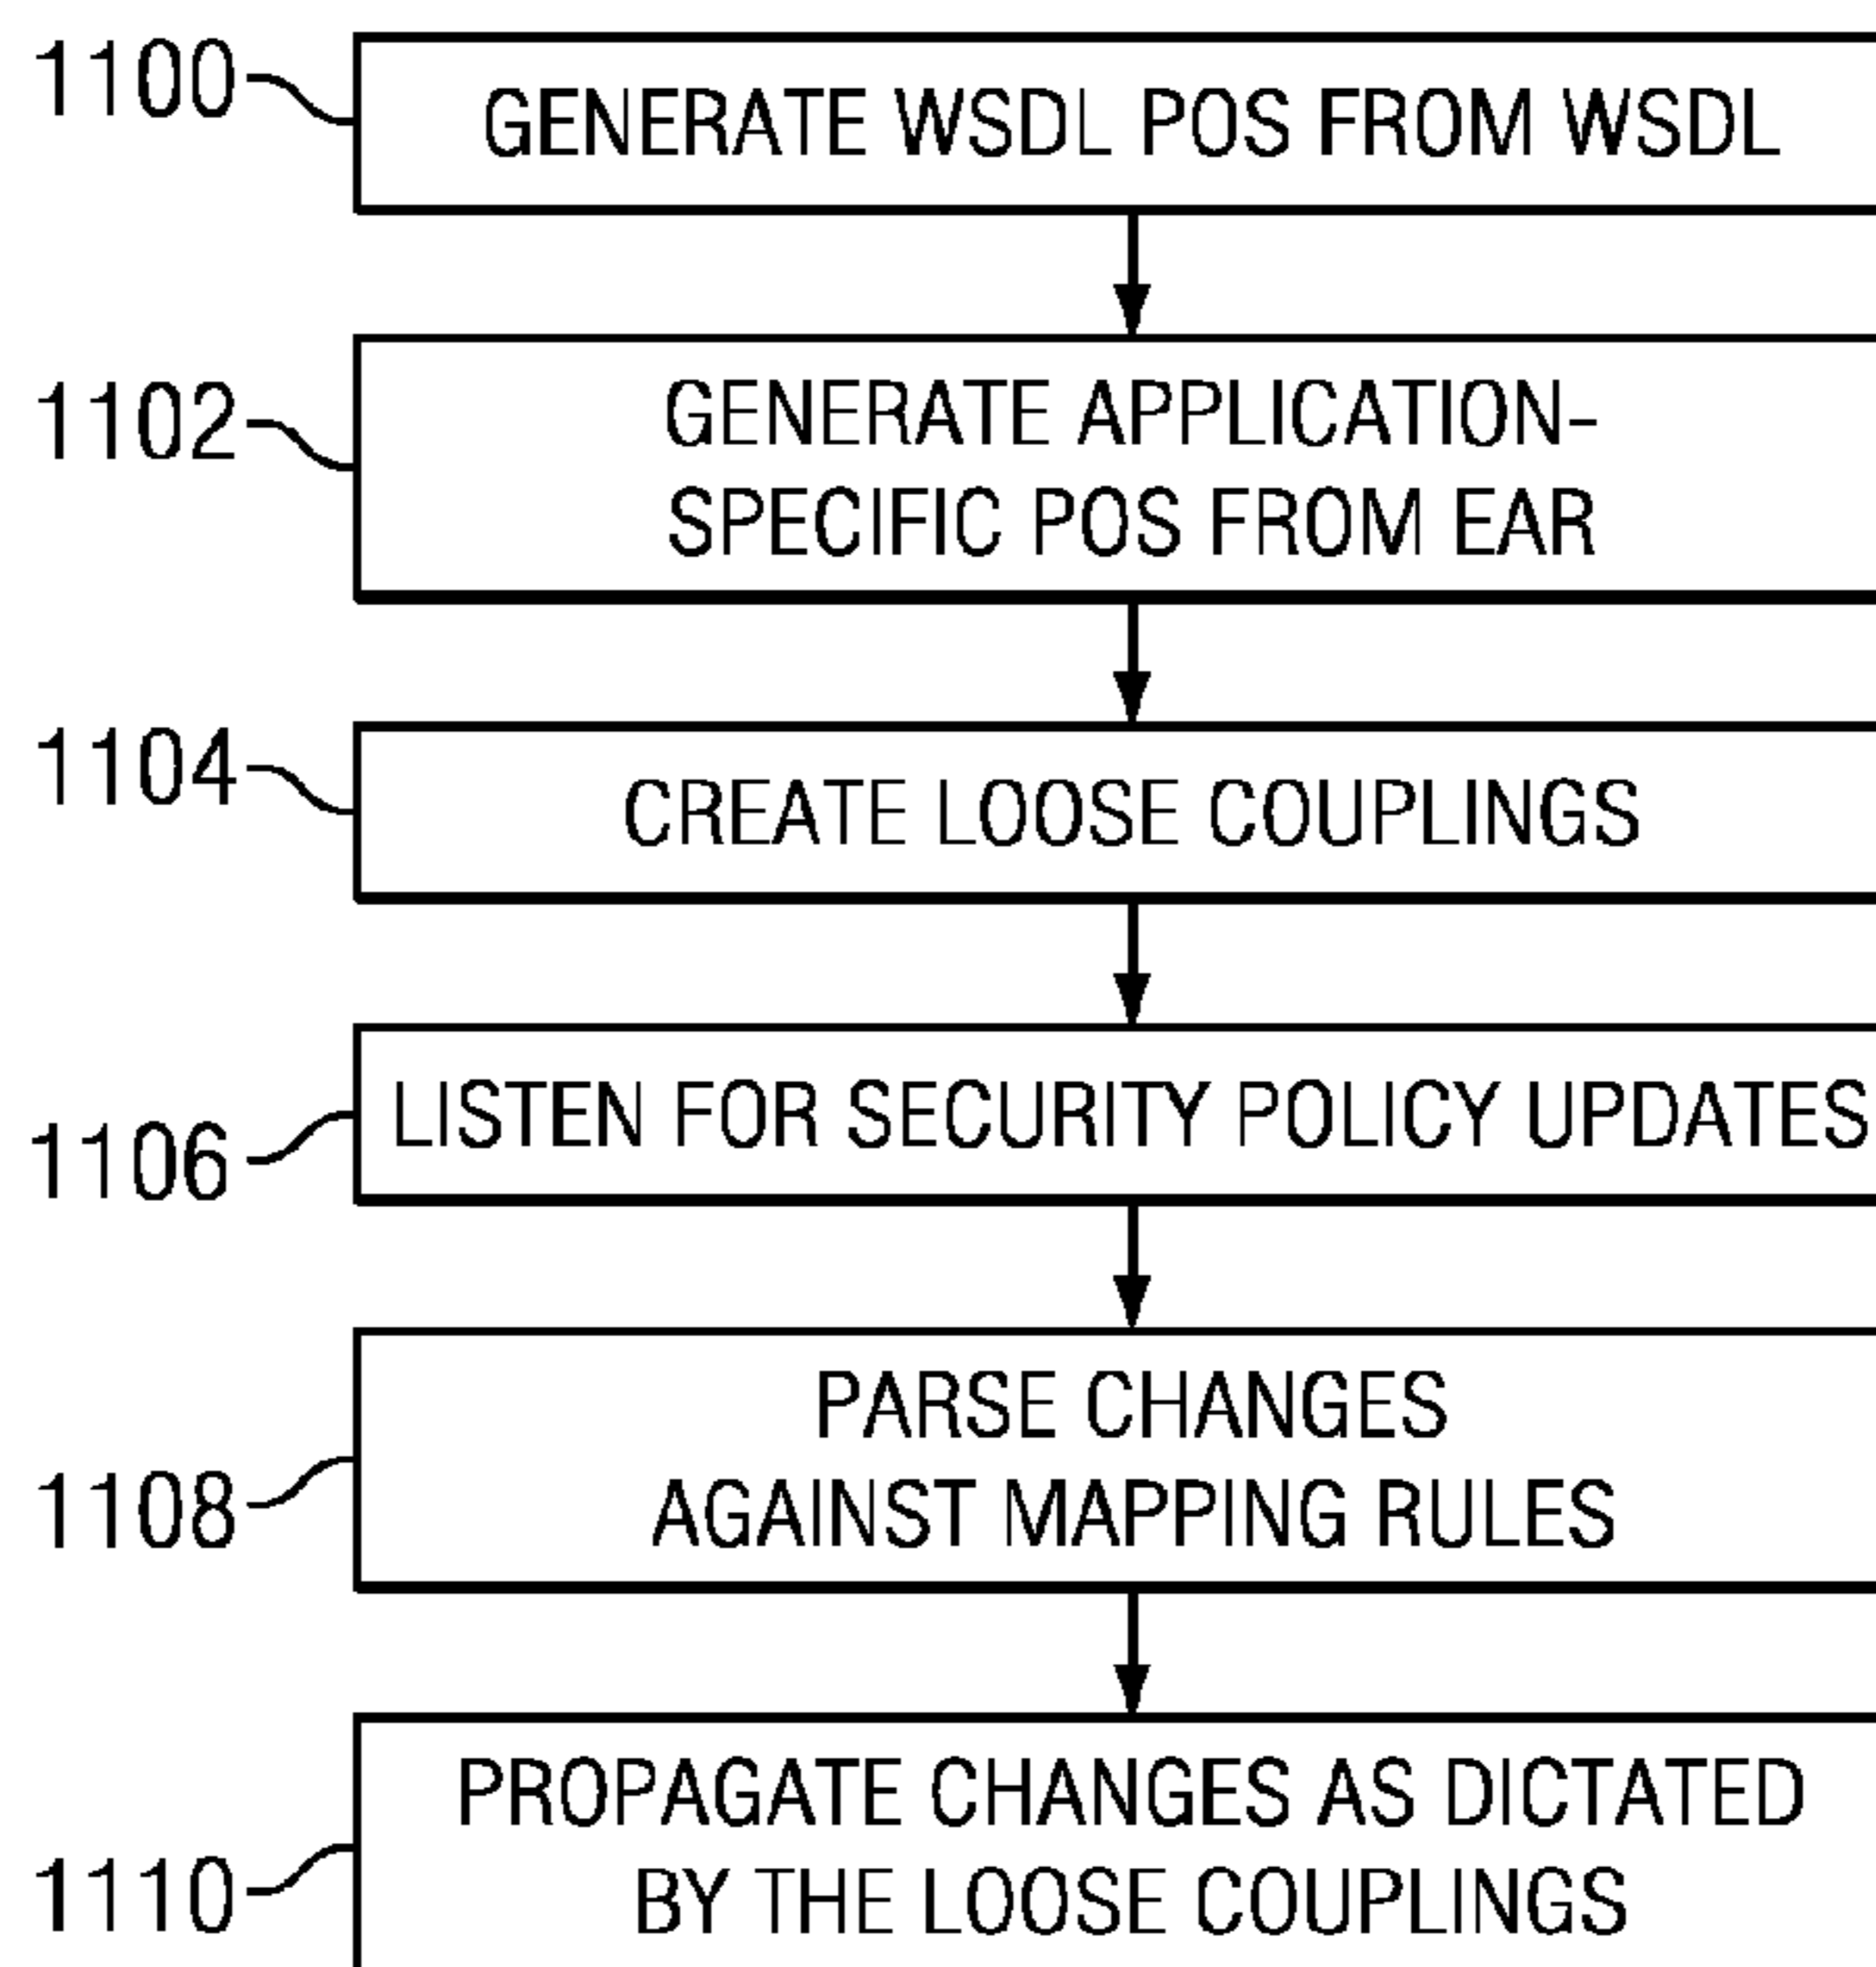 1100
GENERATE WSDL POS FROM WSDL
1102
GENERATE APPLICATION-
SPECIFIC POS FROM EAR
1104
CREATE LOOSE COUPLINGS
1106
LISTEN FOR SECURITY POLICY UPDATES
1108
PARSE CHANGES
AGAINST MAPPING RULES
1110
PROPAGATE CHANGES AS DICTATED
BY THE LOOSE COUPLINGS